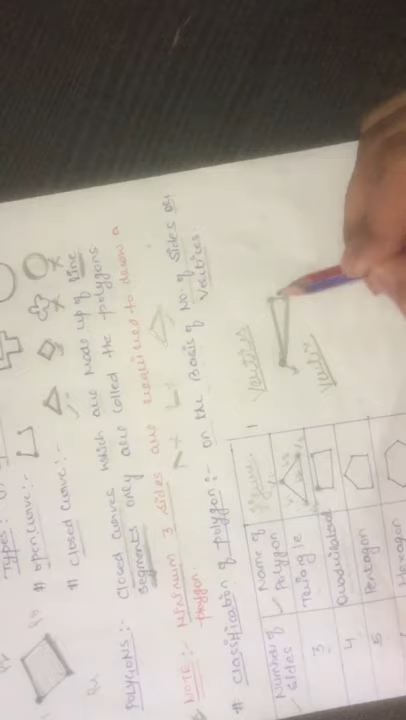 Types:
# open curve :-
# closed curve :-
POLYGONS :- closed curves which are Made up of line
segments only are called the polygons
NOTE :- Minimum 3 sides are required to draw a
polygon.
# classification of polygon :- on the Basis of No. of sides or
Vertices
Number of sides
Name of Polygon
Figure
3
Triangle
4
Quadrilateral
5
Pentagon
Hexagon
Vertices
Vertix